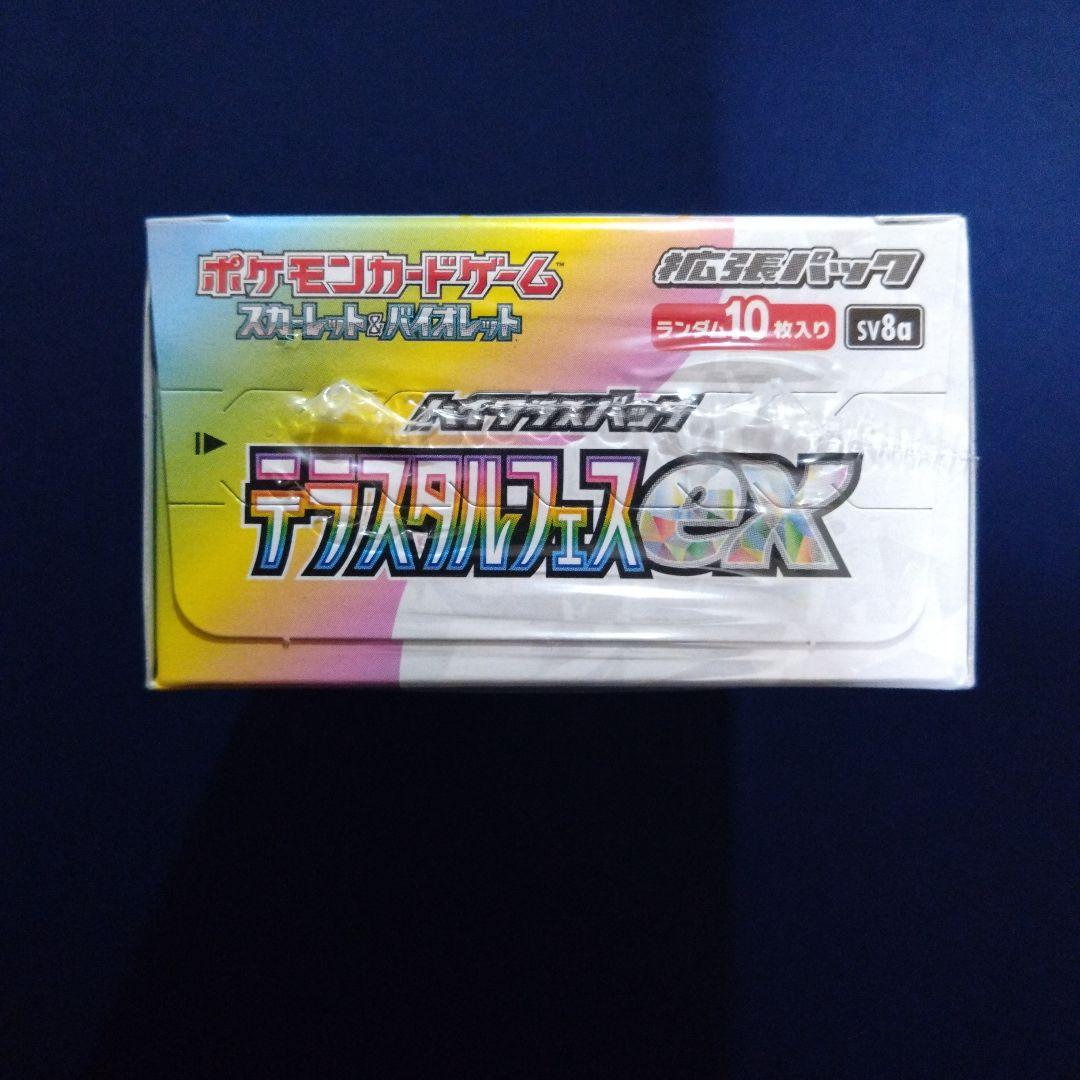 ポケモンカードゲーム™
スカーレット&バイオレット
拡張パック
ランダム10枚入り
sv8a
ハイクラスパック
テラスタルフェスex